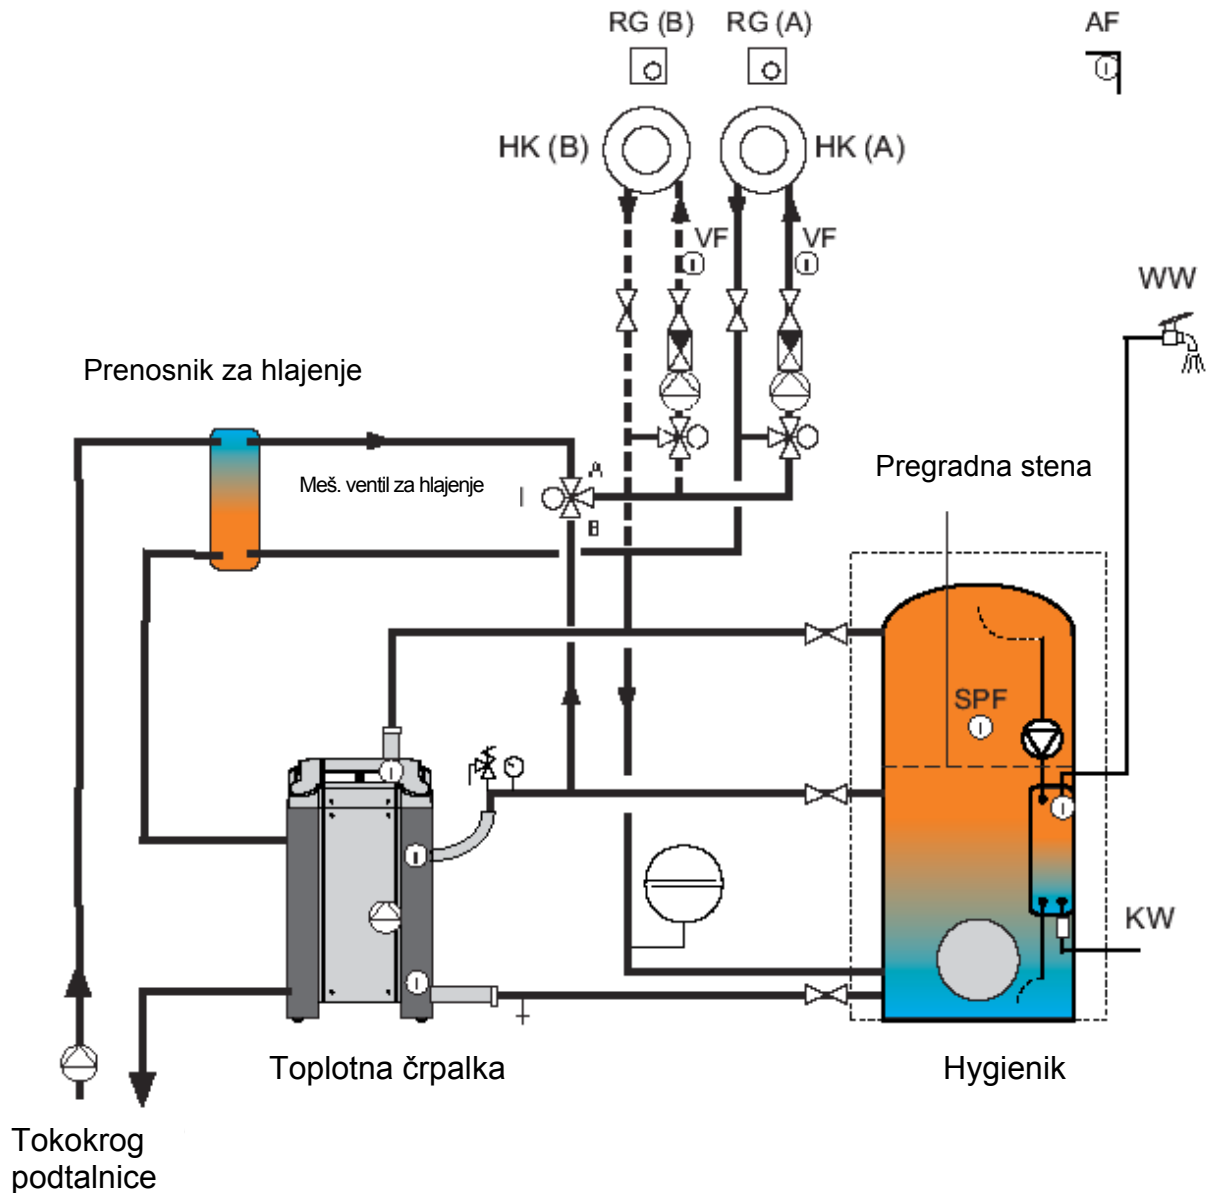 RG (B) RG (A) AF
HK (B) HK (A)
VF VF
WW
Prenosnik za hlajenje
Pregradna stena
A
Meš. ventil za hlajenje
B
SPF
KW
Toplotna črpalka
Hygienik
Tokokrog
podtalnice